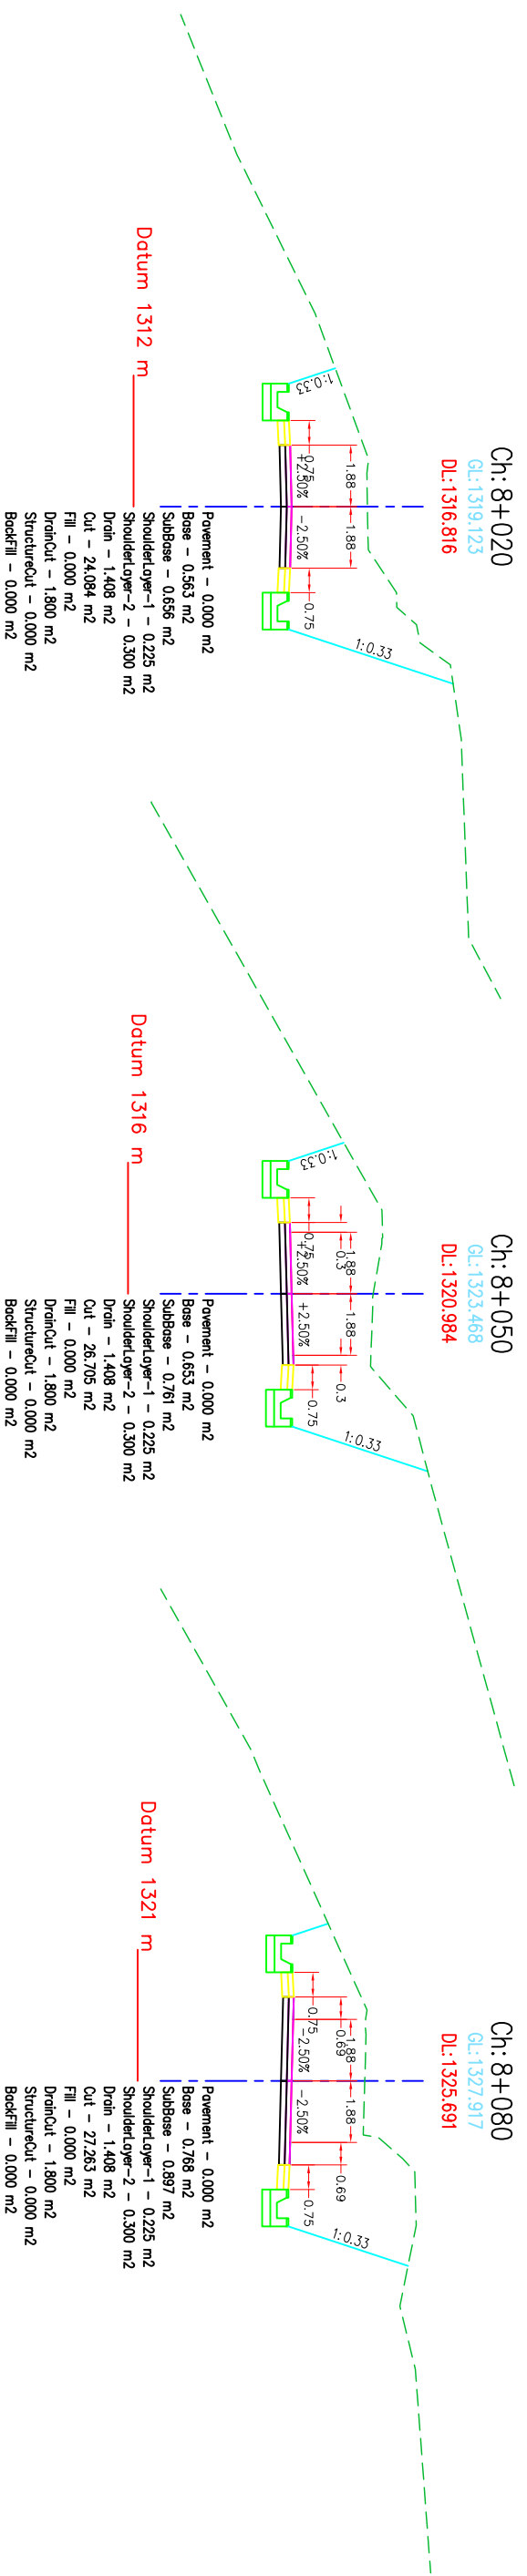 Ch: 8+020
GL:1319.123
DL:1316.816
1:0.33
0.75
1.88
1.88
0.75
+2.50%
-2.50%
1:0.33
Datum 1312 m
Pavement - 0.000 m2
Base - 0.563 m2
SubBase - 0.656 m2
ShoulderLayer-1 - 0.225 m2
ShoulderLayer-2 - 0.300 m2
Drain - 1.408 m2
Cut - 24.084 m2
Fill - 0.000 m2
DrainCut - 1.800 m2
StructureCut - 0.000 m2
BackFill - 0.000 m2
Ch: 8+050
GL:1323.468
DL:1320.984
1:0.33
0.75
0.3
1.88
1.88
0.3
0.75
+2.50%
+2.50%
1:0.33
Datum 1316 m
Pavement - 0.000 m2
Base - 0.653 m2
SubBase - 0.761 m2
ShoulderLayer-1 - 0.225 m2
ShoulderLayer-2 - 0.300 m2
Drain - 1.408 m2
Cut - 26.705 m2
Fill - 0.000 m2
DrainCut - 1.800 m2
StructureCut - 0.000 m2
BackFill - 0.000 m2
Ch: 8+080
GL:1327.917
DL:1325.691
0.75
0.69
1.88
1.88
0.69
0.75
-2.50%
-2.50%
1:0.33
Datum 1321 m
Pavement - 0.000 m2
Base - 0.768 m2
SubBase - 0.897 m2
ShoulderLayer-1 - 0.225 m2
ShoulderLayer-2 - 0.300 m2
Drain - 1.408 m2
Cut - 27.263 m2
Fill - 0.000 m2
DrainCut - 1.800 m2
StructureCut - 0.000 m2
BackFill - 0.000 m2